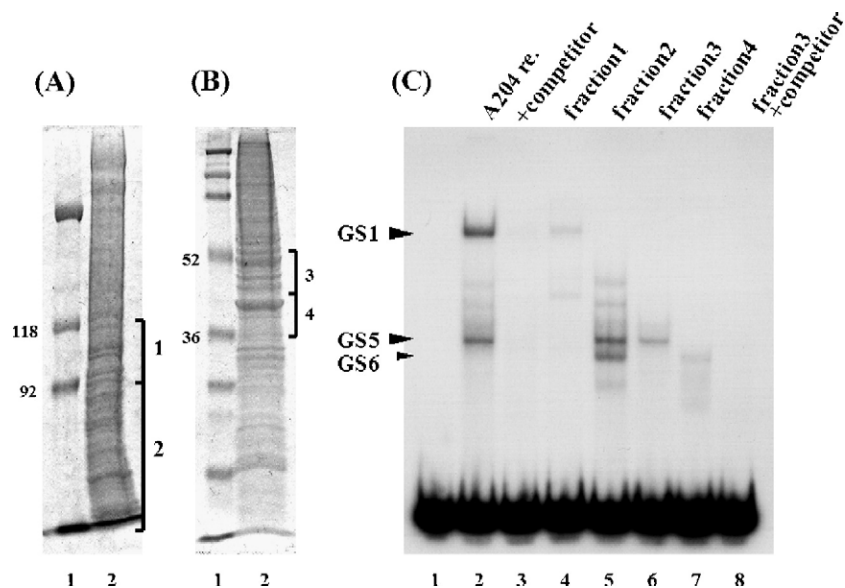 (A)
118
92
1
2
1 2
(B)
52
36
3
4
1 2
(C)
A204 re.
+competitor
fraction1
fraction2
fraction3
fraction4
fraction3
+competitor
GS1
GS5
GS6
1 2 3 4 5 6 7 8